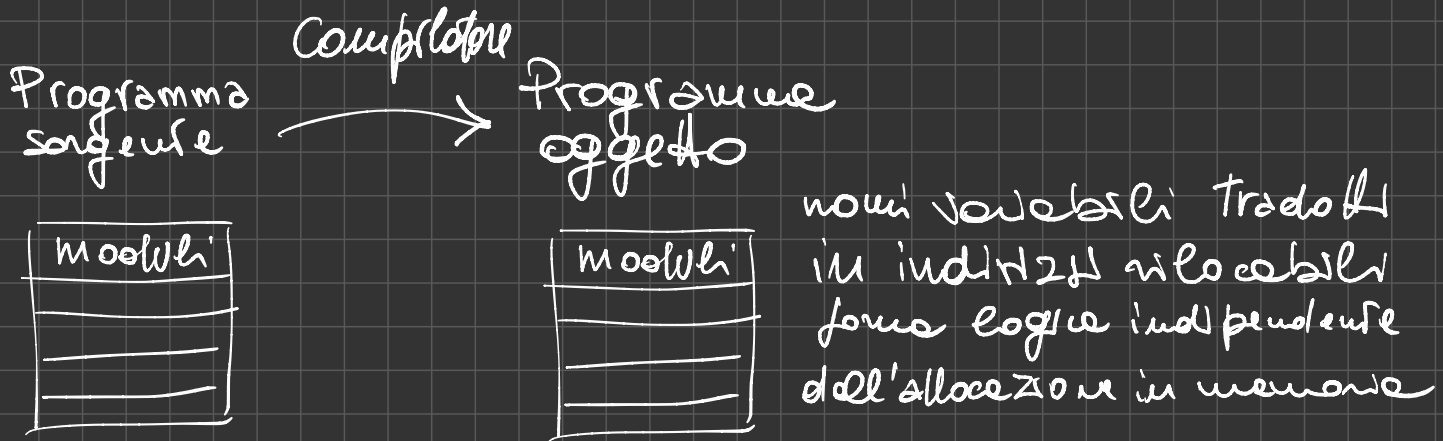 Compilatore
Programma
sorgente
Programma
oggetto
moduli
moduli
nomi variabili tradotti
in indirizzi rilocabili
forma logica indipendente
dall'allocazione in memoria